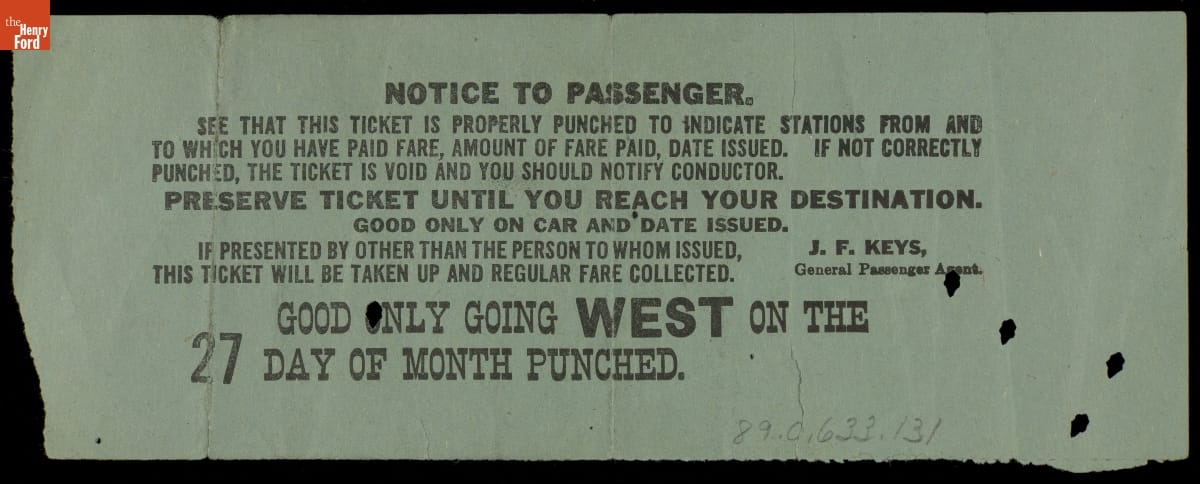 the
Henry
Ford
NOTICE TO PASSENGER.
SEE THAT THIS TICKET IS PROPERLY PUNCHED TO INDICATE STATIONS FROM AND
TO WHICH YOU HAVE PAID FARE, AMOUNT OF FARE PAID, DATE ISSUED. IF NOT CORRECTLY
PUNCHED, THE TICKET IS VOID AND YOU SHOULD NOTIFY CONDUCTOR.
PRESERVE TICKET UNTIL YOU REACH YOUR DESTINATION.
GOOD ONLY ON CAR AND DATE ISSUED.
IF PRESENTED BY OTHER THAN THE PERSON TO WHOM ISSUED,
THIS TICKET WILL BE TAKEN UP AND REGULAR FARE COLLECTED.
J. F. KEYS,
General Passenger Agent.
GOOD ONLY GOING WEST ON THE
27 DAY OF MONTH PUNCHED.
89.0.633.131